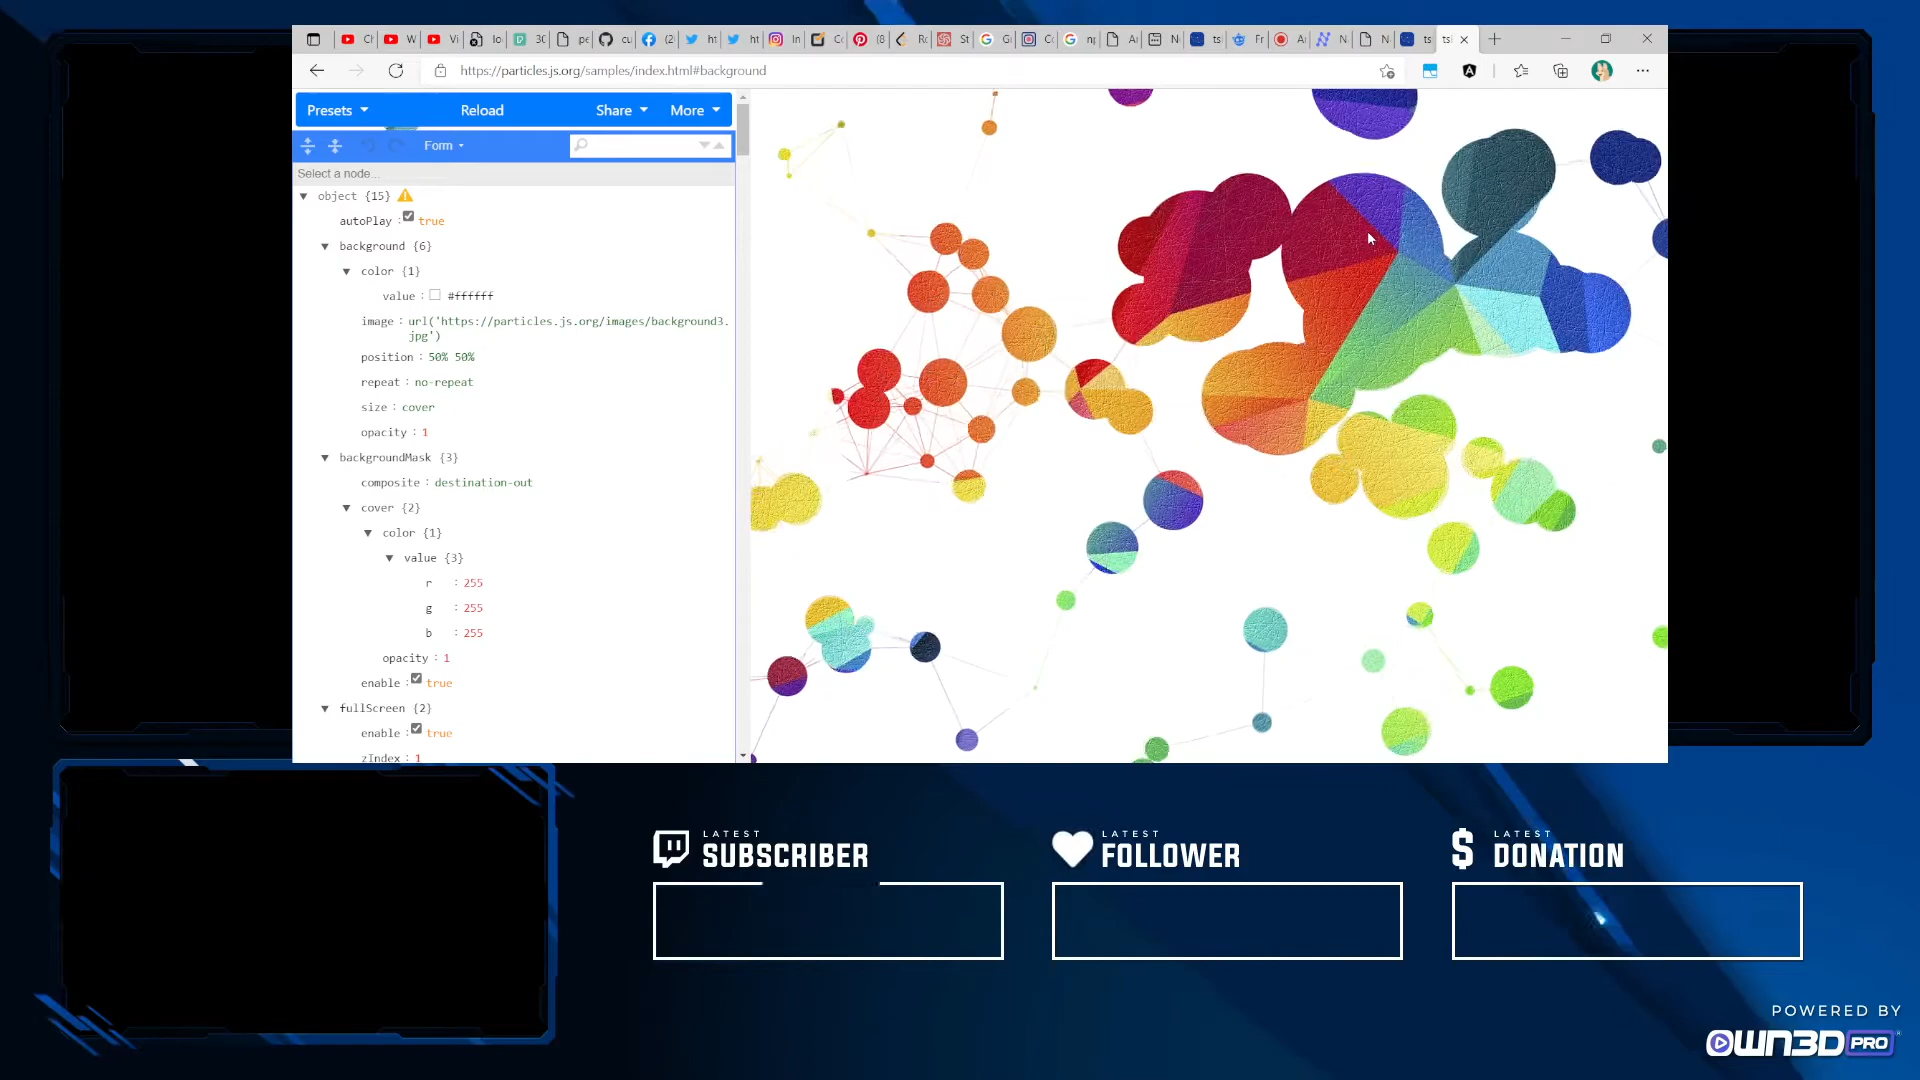 https://particles.js.org/samples/index.html#background
Presets Reload Share More
Form
Select a node...
object {15}
autoPlay : true
background {6}
color {1}
value : #ffffff
image : url('https://particles.js.org/images/background3.
jpg')
position : 50% 50%
repeat : no-repeat
size : cover
opacity : 1
backgroundMask {3}
composite : destination-out
cover {2}
color {1}
value {3}
r : 255
g : 255
b : 255
opacity : 1
enable : true
fullScreen {2}
enable : true
zIndex : 1
LATEST
SUBSCRIBER
LATEST
FOLLOWER
LATEST
DONATION
POWERED BY
OWN3D PRO